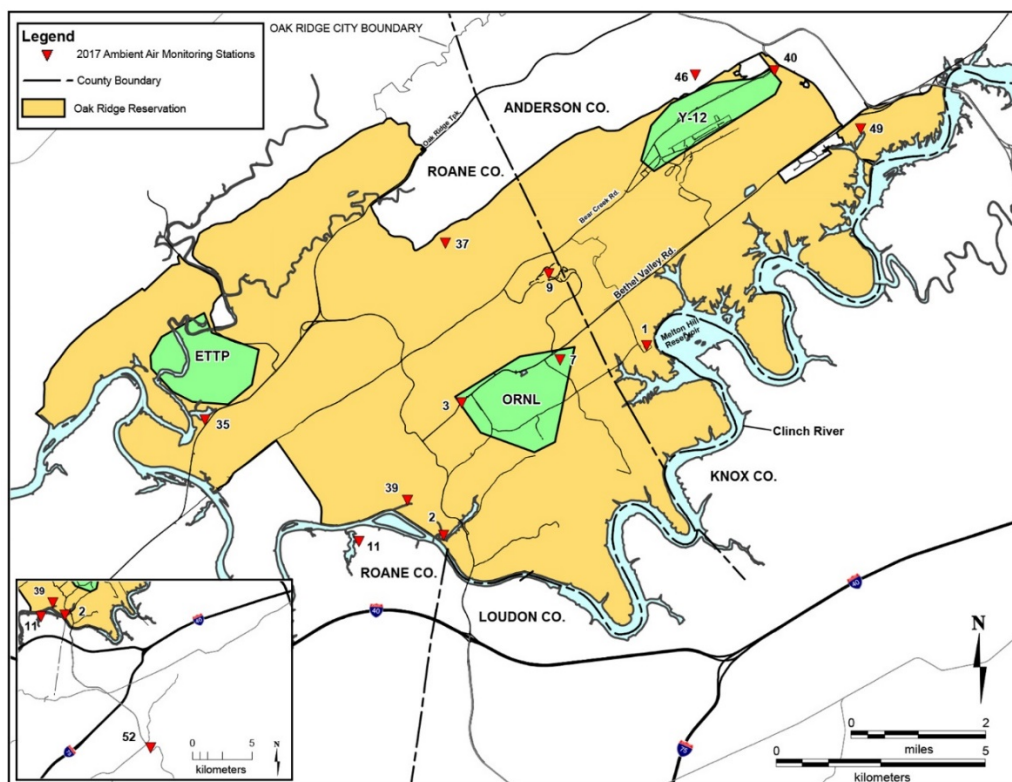 Legend
2017 Ambient Air Monitoring Stations
County Boundary
Oak Ridge Reservation
OAK RIDGE CITY BOUNDARY
46
40
ANDERSON CO.
Y-12
49
Oak Ridge Tpk.
ROANE CO.
Bear Creek Rd.
37
Bethel Valley Rd.
9
1
Melton Hill
Reservoir
ETTP
7
3
ORNL
35
Clinch River
KNOX CO.
39
2
11
ROANE CO.
LOUDON CO.
40
40
75
N
0 2
miles
0 5
kilometers
39
2
11
52
0 5
kilometers
N